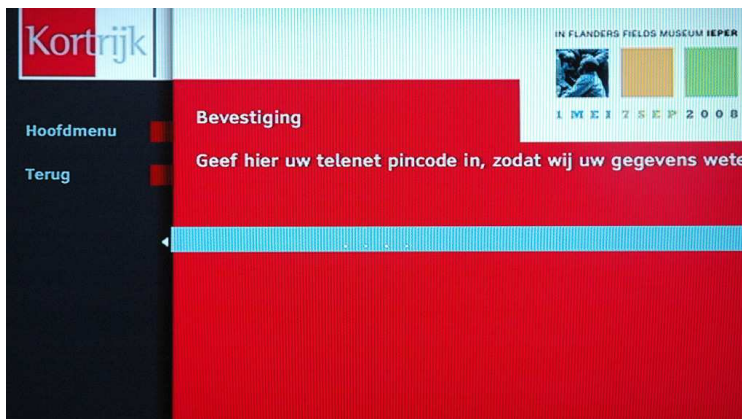 Kortrijk
IN FLANDERS FIELDS MUSEUM IEPER
1 MEI 7 SEP 2008
Bevestiging
Hoofdmenu
Geef hier uw telenet pincode in, zodat wij uw gegevens wete
Terug